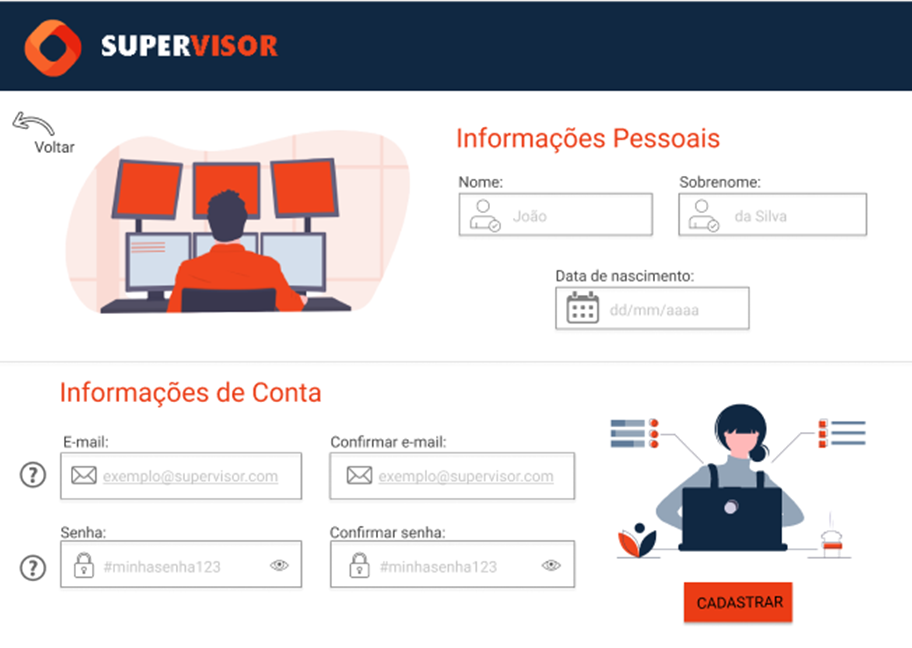 SUPERVISOR
Voltar
Informações Pessoais
Nome:
Sobrenome:
João
da Silva
Data de nascimento:
dd/mm/aaaa
Informações de Conta
E-mail:
Confirmar e-mail:
?
exemplo@supervisor.com
exemplo@supervisor.com
Senha:
Confirmar senha:
?
#minhasenha123
#minhasenha123
CADASTRAR